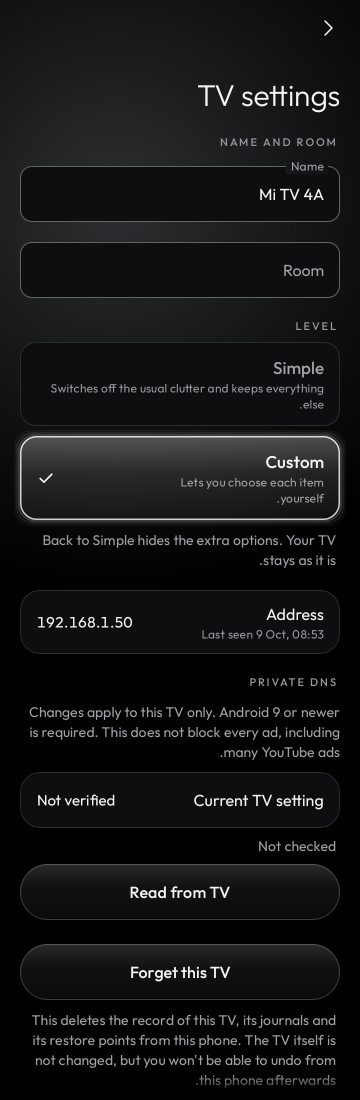 TV settings
NAME AND ROOM
Name
Mi TV 4A
Room
LEVEL
Simple
Switches off the usual clutter and keeps everything
else.
Custom
Lets you choose each item
yourself.
Back to Simple hides the extra options. Your TV
stays as it is.
Address
192.168.1.50
Last seen 9 Oct, 08:53
PRIVATE DNS
Changes apply to this TV only. Android 9 or newer
is required. This does not block every ad, including
many YouTube ads.
Current TV setting
Not verified
Not checked
Read from TV
Forget this TV
This deletes the record of this TV, its journals and
its restore points from this phone. The TV itself is
not changed, but you won't be able to undo from
this phone afterwards.